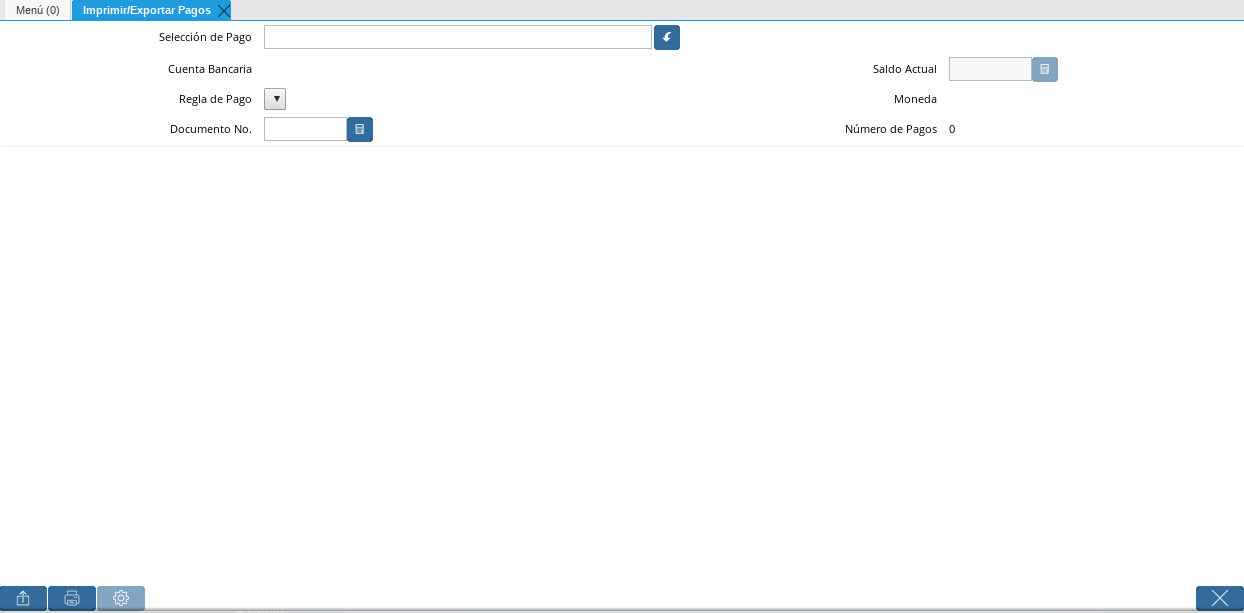 Menú (0)
Imprimir/Exportar Pagos
Selección de Pago
Cuenta Bancaria
Saldo Actual
Regla de Pago
Moneda
Documento No.
Número de Pagos 0